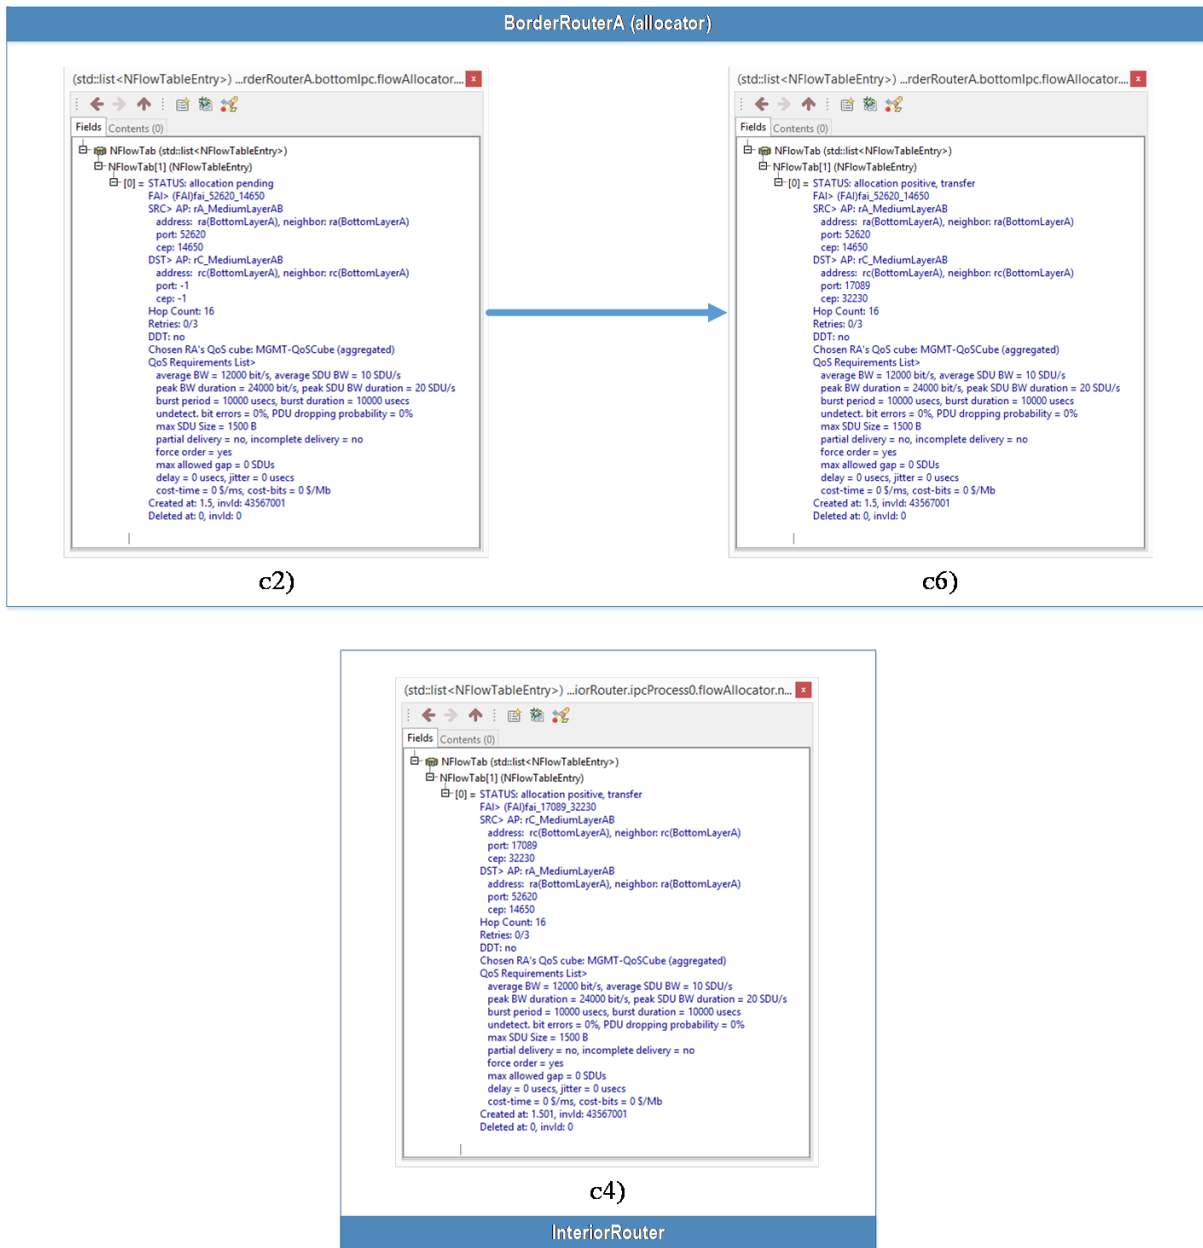 BorderRouterA (allocator)
(std::list<NFlowTableEntry>) ...rderRouterA.bottomIpc.flowAllocator....
x
Fields
Contents (0)
NFlowTab (std::list<NFlowTableEntry>)
NFlowTab[1] (NFlowTableEntry)
[0] = STATUS: allocation pending
FAI> (FAI)fai_52620_14650
SRC> AP: rA_MediumLayerAB
address: ra(BottomLayerA), neighbor: ra(BottomLayerA)
port: 52620
cep: 14650
DST> AP: rC_MediumLayerAB
address: rc(BottomLayerA), neighbor: rc(BottomLayerA)
port: -1
cep: -1
Hop Count: 16
Retries: 0/3
DDT: no
Chosen RA's QoS cube: MGMT-QoSCube (aggregated)
QoS Requirements List>
average BW = 12000 bit/s, average SDU BW = 10 SDU/s
peak BW duration = 24000 bit/s, peak SDU BW duration = 20 SDU/s
burst period = 10000 usecs, burst duration = 10000 usecs
undetect. bit errors = 0%, PDU dropping probability = 0%
max SDU Size = 1500 B
partial delivery = no, incomplete delivery = no
force order = yes
max allowed gap = 0 SDUs
delay = 0 usecs, jitter = 0 usecs
cost-time = 0 $/ms, cost-bits = 0 $/Mb
Created at: 1.5, invId: 43567001
Deleted at: 0, invId: 0
c2)
(std::list<NFlowTableEntry>) ...rderRouterA.bottomIpc.flowAllocator....
x
Fields
Contents (0)
NFlowTab (std::list<NFlowTableEntry>)
NFlowTab[1] (NFlowTableEntry)
[0] = STATUS: allocation positive, transfer
FAI> (FAI)fai_52620_14650
SRC> AP: rA_MediumLayerAB
address: ra(BottomLayerA), neighbor: ra(BottomLayerA)
port: 52620
cep: 14650
DST> AP: rC_MediumLayerAB
address: rc(BottomLayerA), neighbor: rc(BottomLayerA)
port: 17089
cep: 32230
Hop Count: 16
Retries: 0/3
DDT: no
Chosen RA's QoS cube: MGMT-QoSCube (aggregated)
QoS Requirements List>
average BW = 12000 bit/s, average SDU BW = 10 SDU/s
peak BW duration = 24000 bit/s, peak SDU BW duration = 20 SDU/s
burst period = 10000 usecs, burst duration = 10000 usecs
undetect. bit errors = 0%, PDU dropping probability = 0%
max SDU Size = 1500 B
partial delivery = no, incomplete delivery = no
force order = yes
max allowed gap = 0 SDUs
delay = 0 usecs, jitter = 0 usecs
cost-time = 0 $/ms, cost-bits = 0 $/Mb
Created at: 1.5, invId: 43567001
Deleted at: 0, invId: 0
c6)
(std::list<NFlowTableEntry>) ...iorRouter.ipcProcess0.flowAllocator.n...
x
Fields
Contents (0)
NFlowTab (std::list<NFlowTableEntry>)
NFlowTab[1] (NFlowTableEntry)
[0] = STATUS: allocation positive, transfer
FAI> (FAI)fai_17089_32230
SRC> AP: rC_MediumLayerAB
address: rc(BottomLayerA), neighbor: rc(BottomLayerA)
port: 17089
cep: 32230
DST> AP: rA_MediumLayerAB
address: ra(BottomLayerA), neighbor: ra(BottomLayerA)
port: 52620
cep: 14650
Hop Count: 16
Retries: 0/3
DDT: no
Chosen RA's QoS cube: MGMT-QoSCube (aggregated)
QoS Requirements List>
average BW = 12000 bit/s, average SDU BW = 10 SDU/s
peak BW duration = 24000 bit/s, peak SDU BW duration = 20 SDU/s
burst period = 10000 usecs, burst duration = 10000 usecs
undetect. bit errors = 0%, PDU dropping probability = 0%
max SDU Size = 1500 B
partial delivery = no, incomplete delivery = no
force order = yes
max allowed gap = 0 SDUs
delay = 0 usecs, jitter = 0 usecs
cost-time = 0 $/ms, cost-bits = 0 $/Mb
Created at: 1.501, invId: 43567001
Deleted at: 0, invId: 0
c4)
InteriorRouter